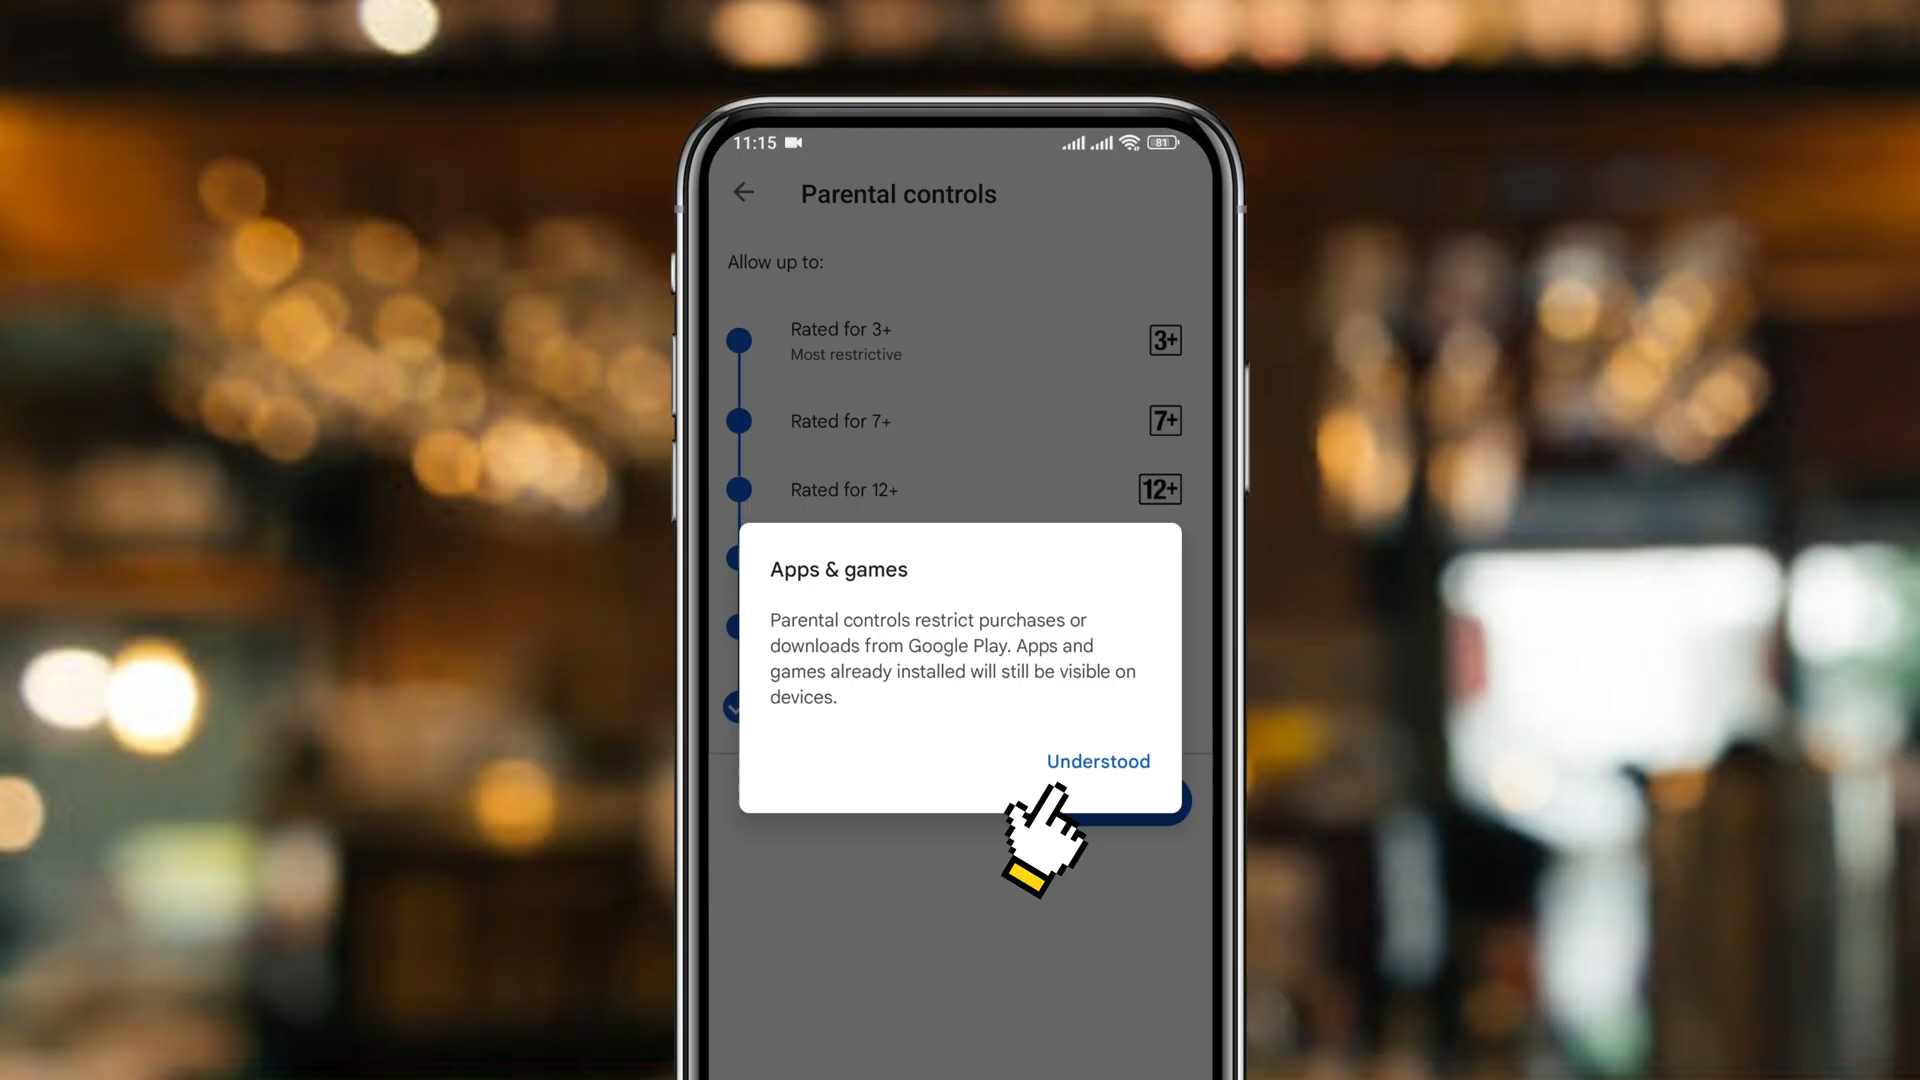 11:15
81
Parental controls
Allow up to:
Rated for 3+
3+
Most restrictive
Rated for 7+
7+
Rated for 12+
12+
Apps & games
Parental controls restrict purchases or
downloads from Google Play. Apps and
games already installed will still be visible on
devices.
Understood